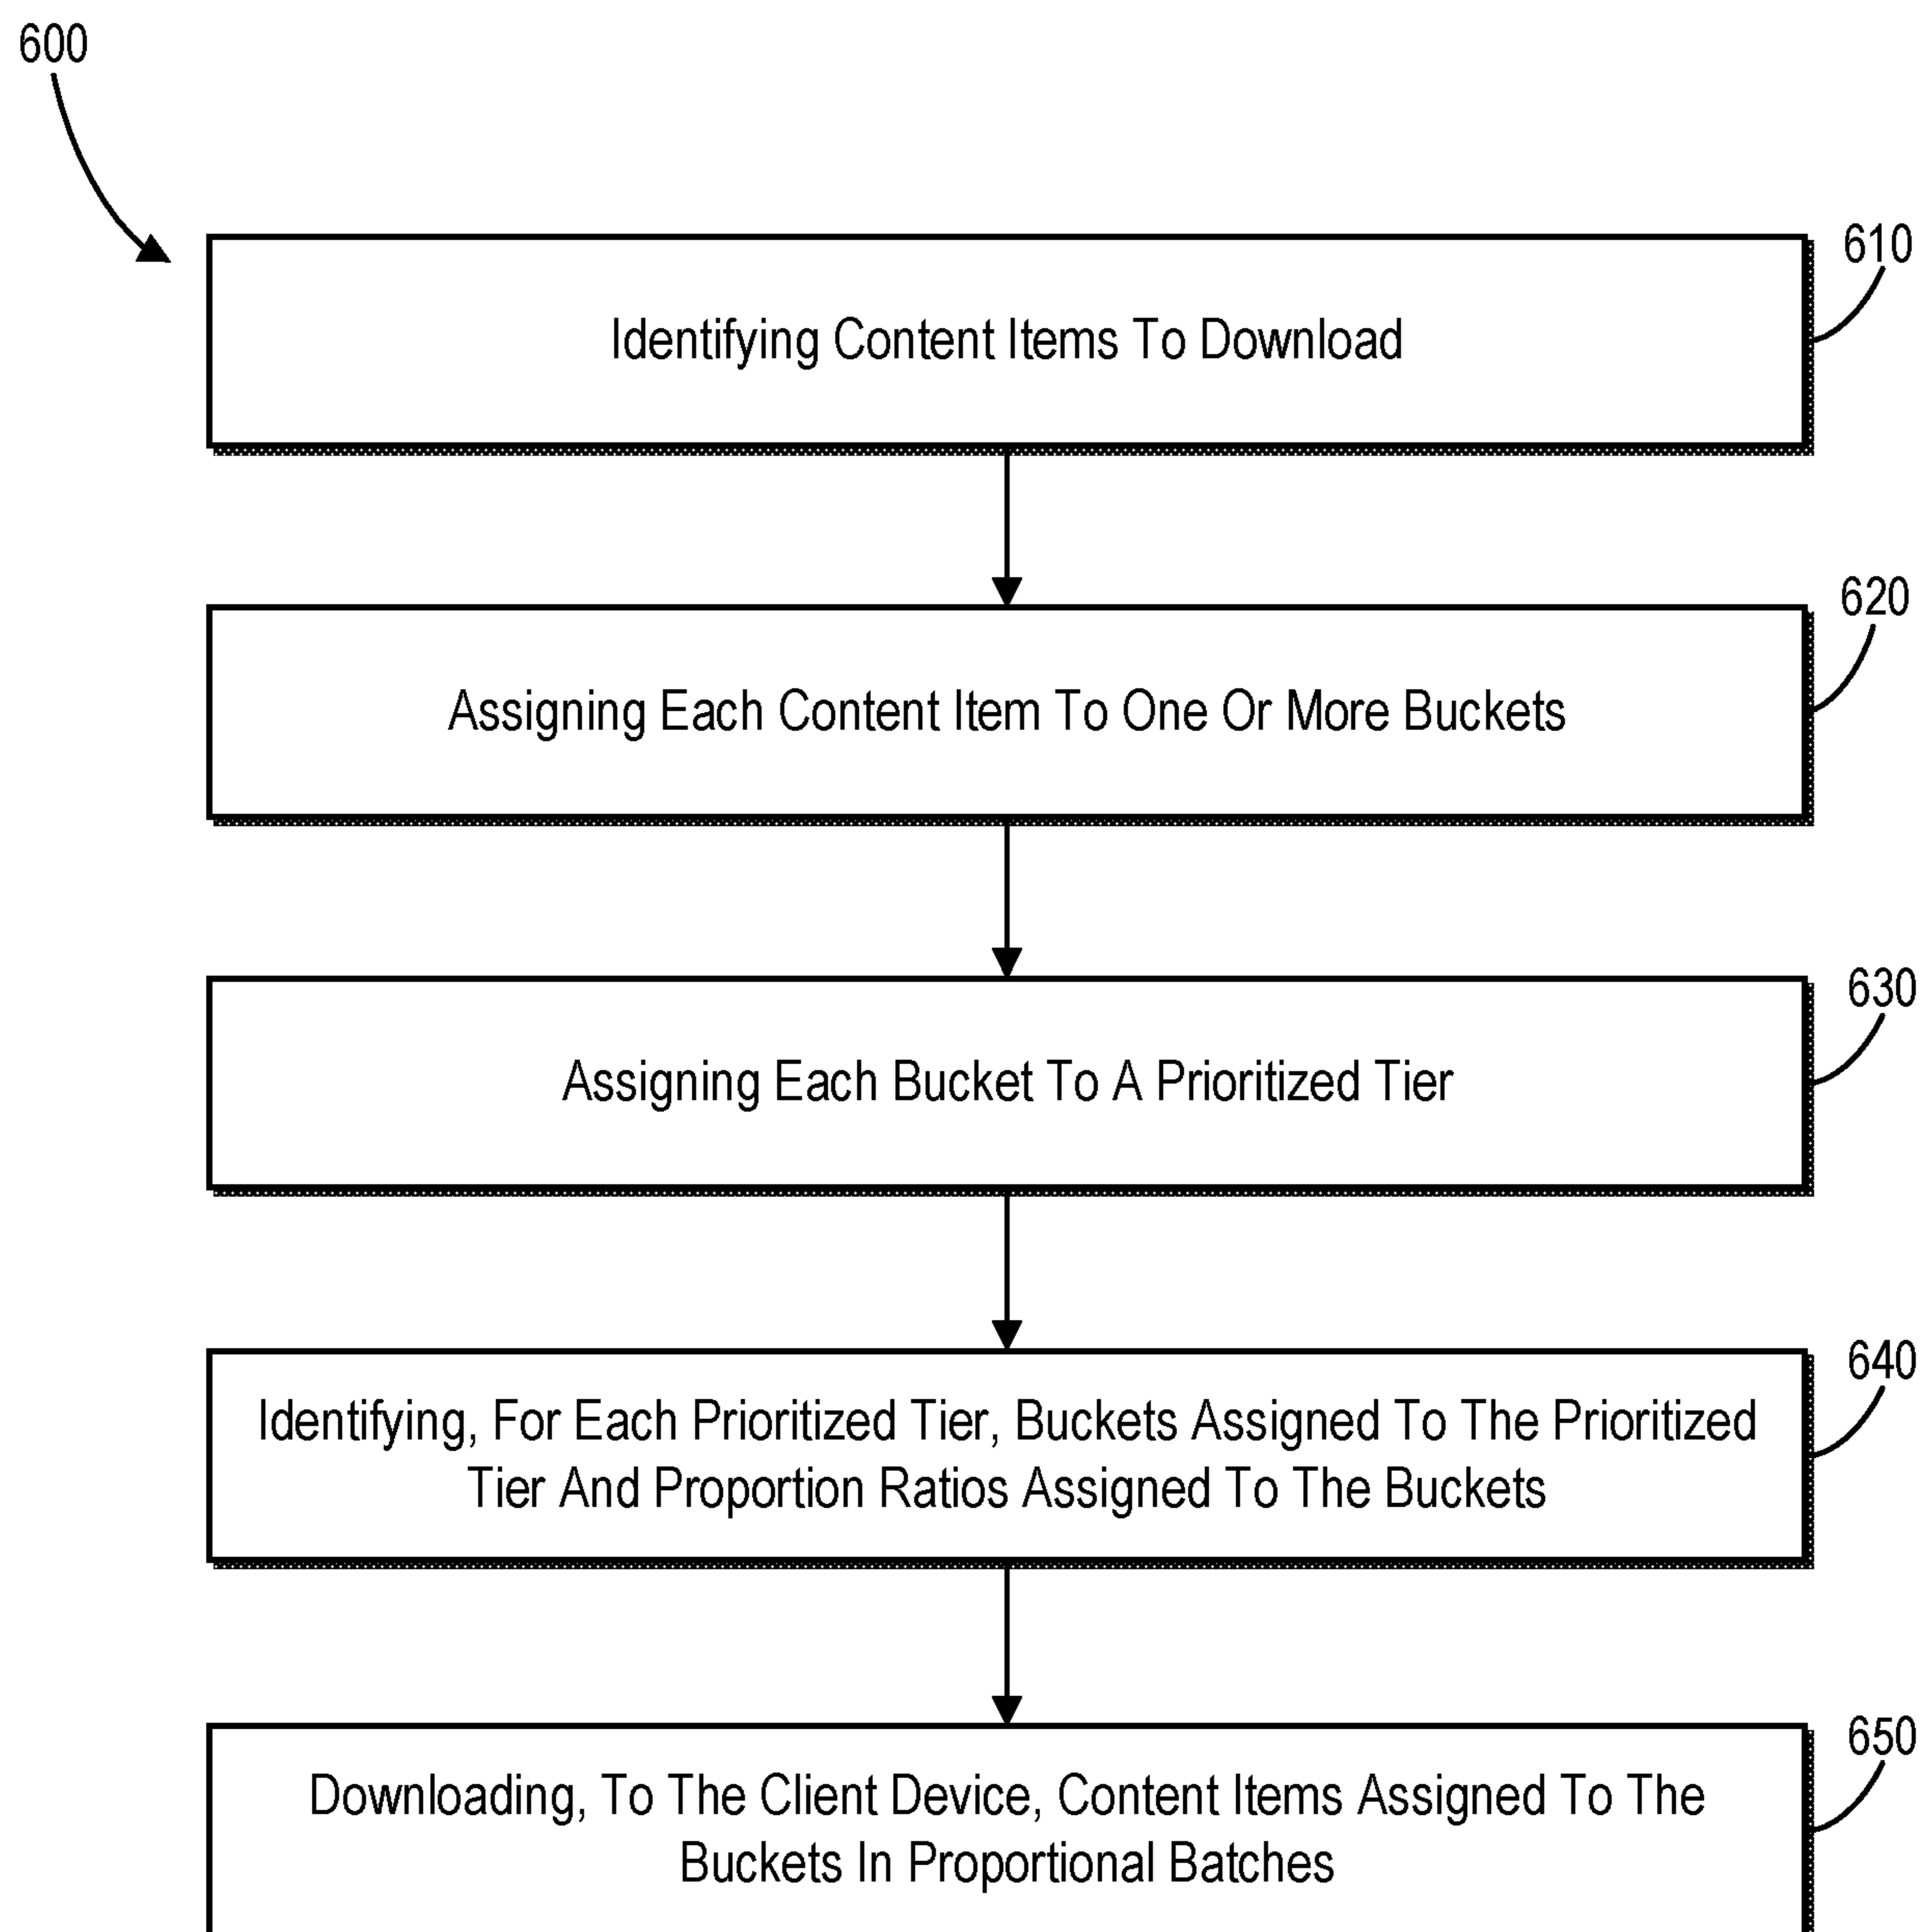 600
610
Identifying Content Items To Download
620
Assigning Each Content Item To One Or More Buckets
630
Assigning Each Bucket To A Prioritized Tier
640
Identifying, For Each Prioritized Tier, Buckets Assigned To The Prioritized
Tier And Proportion Ratios Assigned To The Buckets
650
Downloading, To The Client Device, Content Items Assigned To The
Buckets In Proportional Batches